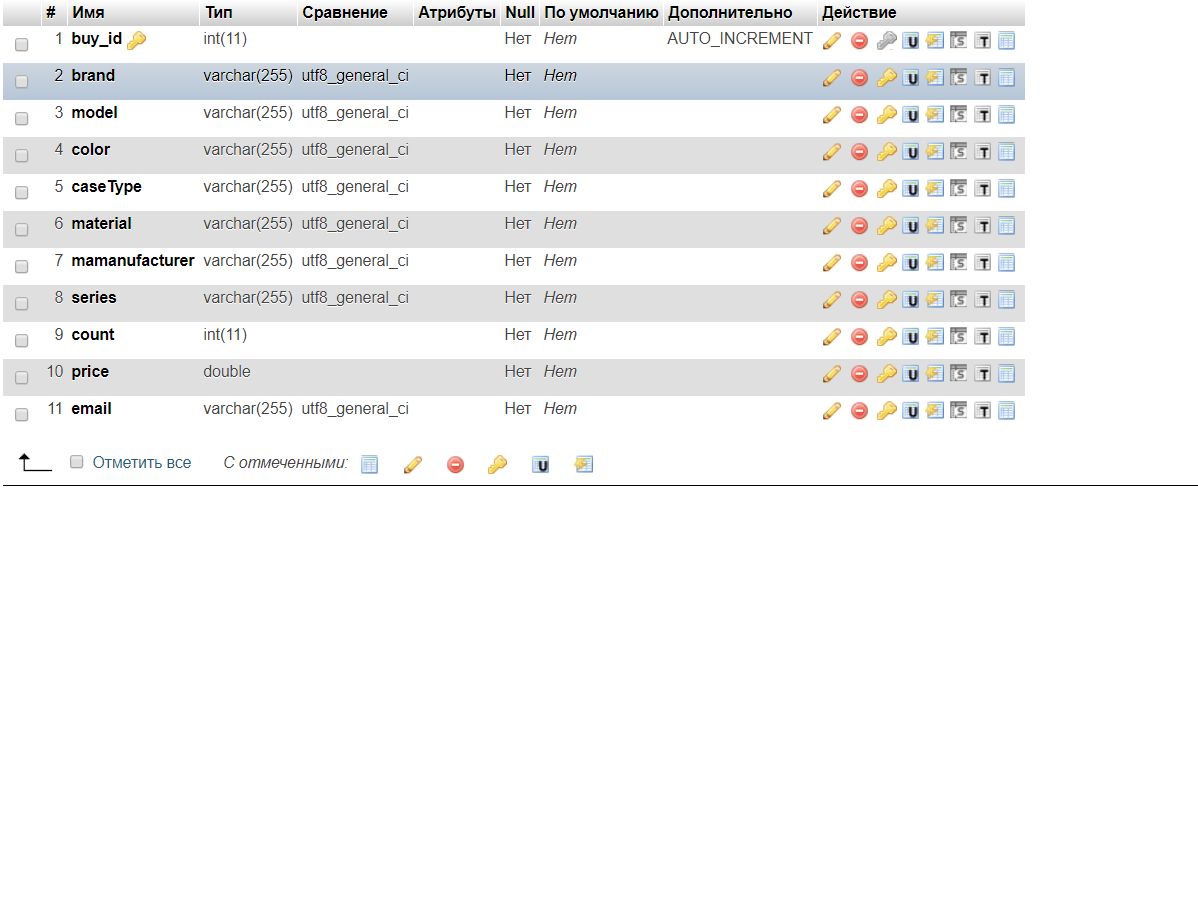 # Имя Тип Сравнение Атрибуты Null По умолчанию Дополнительно Действие
1 buy_id int(11) Нет Нет AUTO_INCREMENT
2 brand varchar(255) utf8_general_ci Нет Нет
3 model varchar(255) utf8_general_ci Нет Нет
4 color varchar(255) utf8_general_ci Нет Нет
5 caseType varchar(255) utf8_general_ci Нет Нет
6 material varchar(255) utf8_general_ci Нет Нет
7 mamanufacturer varchar(255) utf8_general_ci Нет Нет
8 series varchar(255) utf8_general_ci Нет Нет
9 count int(11) Нет Нет
10 price double Нет Нет
11 email varchar(255) utf8_general_ci Нет Нет
Отметить все С отмеченными: